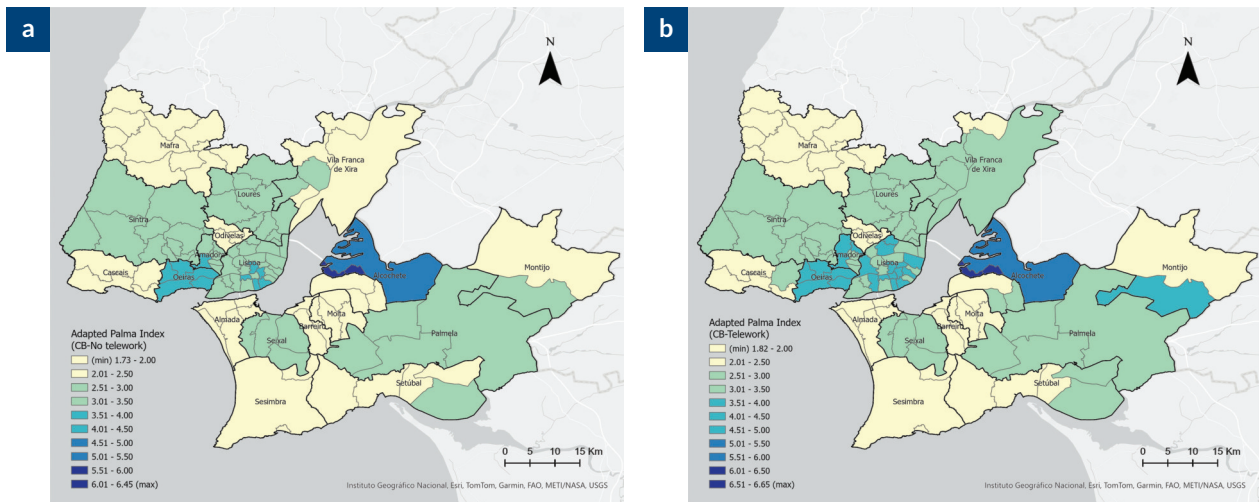 a
N
Mafra
Vila Franca
de Xira
Loures
Sintra
Odivelas
Amadora
Lisboa
Cascais
Oeiras
Alcochete
Montijo
Almada
Moita
Barreiro
Seixal
Palmela
Setúbal
Sesimbra
Adapted Palma Index
(CB-No telework)
(min) 1.73 - 2.00
2.01 - 2.50
2.51 - 3.00
3.01 - 3.50
3.51 - 4.00
4.01 - 4.50
4.51 - 5.00
5.01 - 5.50
5.51 - 6.00
6.01 - 6.45 (max)
0 5 10 15 Km
Instituto Geográfico Nacional, Esri, TomTom, Garmin, FAO, METI/NASA, USGS
b
N
Mafra
Vila Franca
de Xira
Loures
Sintra
Odivelas
Amadora
Lisboa
Cascais
Oeiras
Alcochete
Montijo
Almada
Moita
Barreiro
Seixal
Palmela
Setúbal
Sesimbra
Adapted Palma Index
(CB-Telework)
(min) 1.82 - 2.00
2.01 - 2.50
2.51 - 3.00
3.01 - 3.50
3.51 - 4.00
4.01 - 4.50
4.51 - 5.00
5.01 - 5.50
5.51 - 6.00
6.01 - 6.50
6.51 - 6.65 (max)
0 5 10 15 Km
Instituto Geográfico Nacional, Esri, TomTom, Garmin, FAO, METI/NASA, USGS